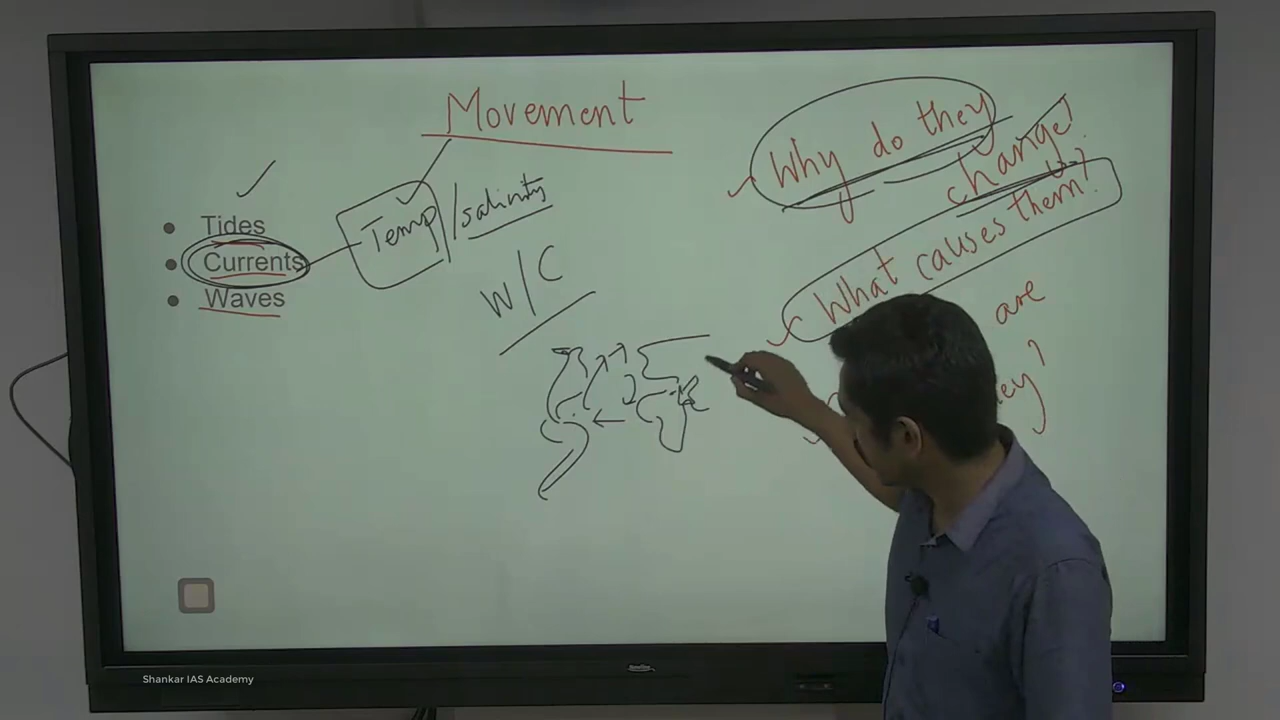 Movement
Why do they
change?
Tides
Temp/salinity
Currents
What causes them?
Waves
W/C
are
Shankar IAS Academy